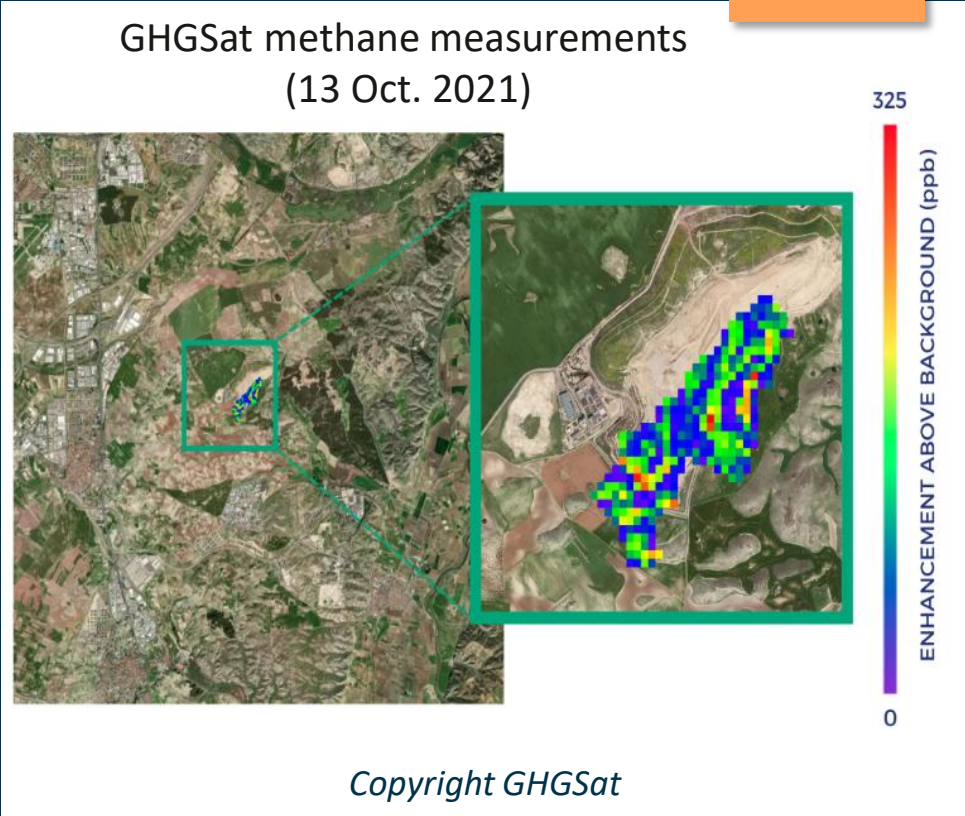 GHGSat methane measurements
(13 Oct. 2021)
325
ENHANCEMENT ABOVE BACKGROUND (ppb)
0
Copyright GHGSat